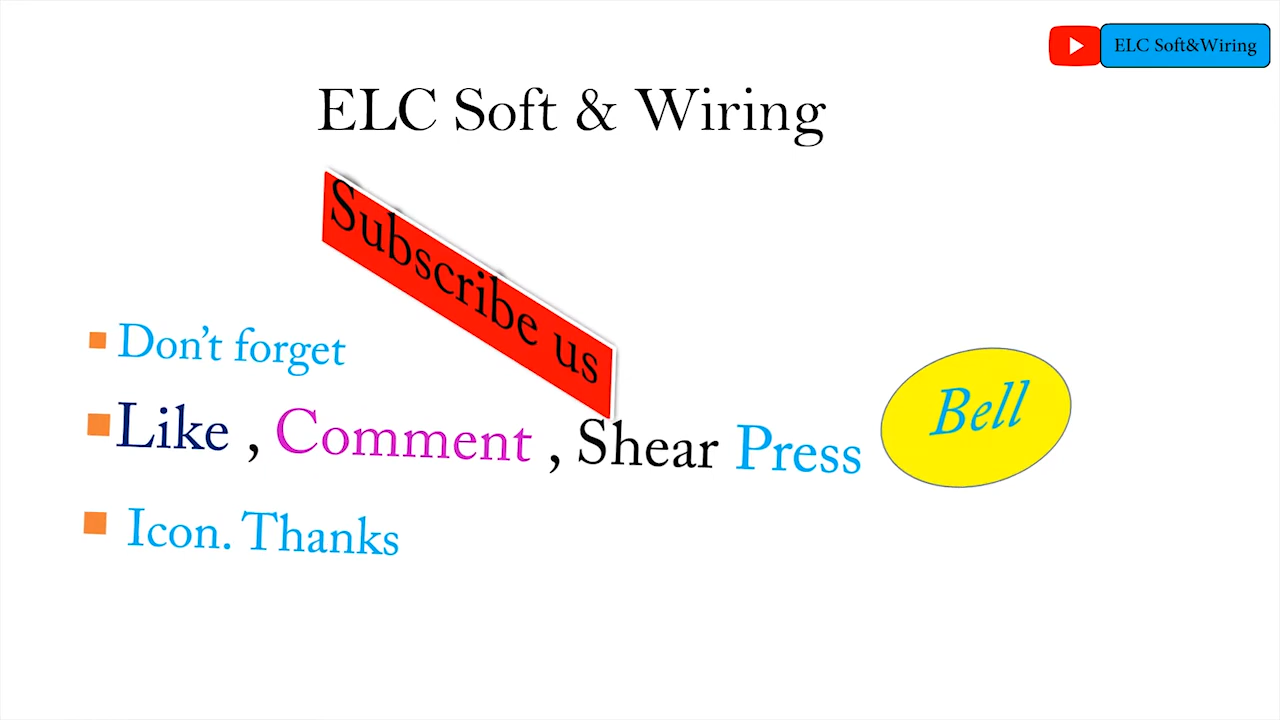 ELC Soft&Wiring
ELC Soft & Wiring
Subscribe us
Don't forget
Like , Comment , Shear Press Bell
Icon. Thanks